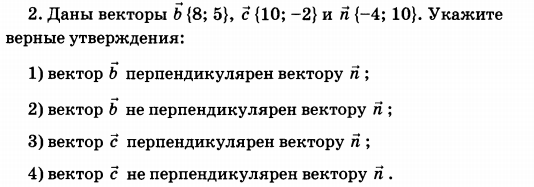 2. Даны векторы b⃗ {8; 5}, c⃗ {10; −2} и n⃗ {−4; 10}. Укажите
верные утверждения:
1) вектор b⃗ перпендикулярен вектору n⃗ ;
2) вектор b⃗ не перпендикулярен вектору n⃗ ;
3) вектор c⃗ перпендикулярен вектору n⃗ ;
4) вектор c⃗ не перпендикулярен вектору n⃗ .